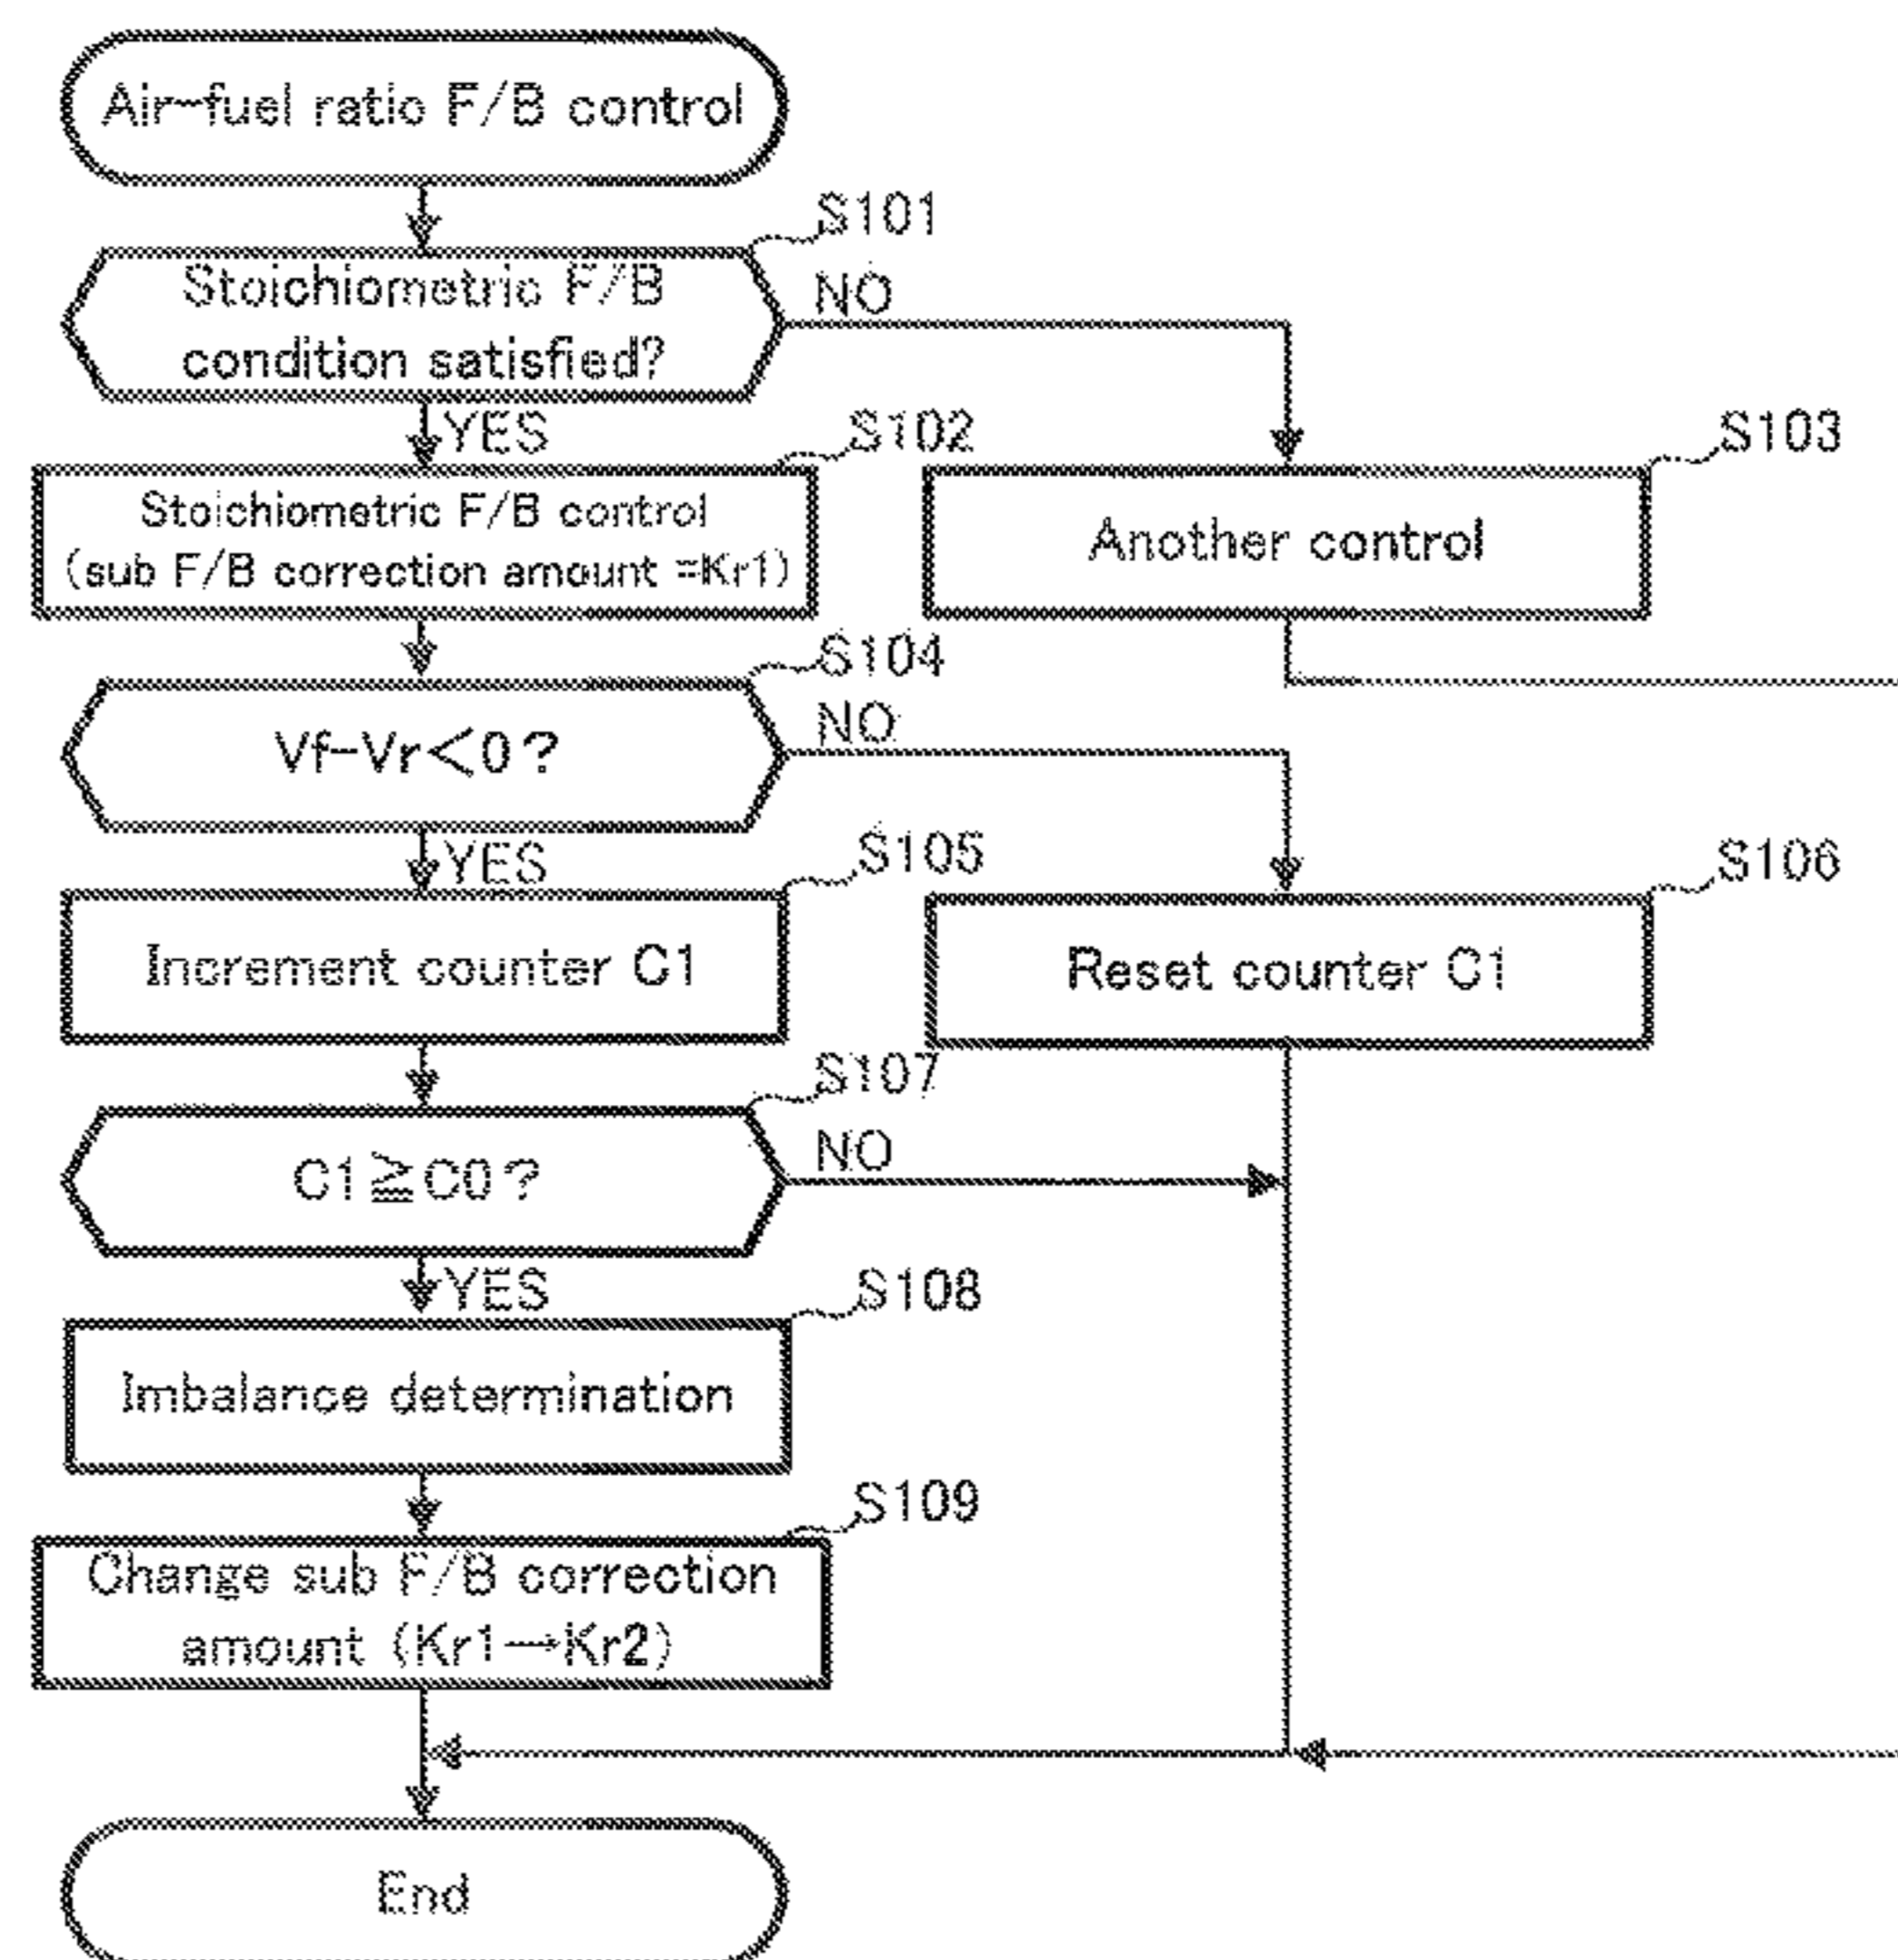 Air-fuel ratio F/B control
S101
Stoichiometric F/B
condition satisfied?
NO
YES
S102
Stoichiometric F/B control
(sub F/B correction amount =Kr1)
S103
Another control
S104
Vf-Vr<0?
NO
YES
S105
Increment counter C1
S106
Reset counter C1
S107
C1≧C0?
NO
YES
S108
Imbalance determination
S109
Change sub F/B correction
amount (Kr1→Kr2)
End